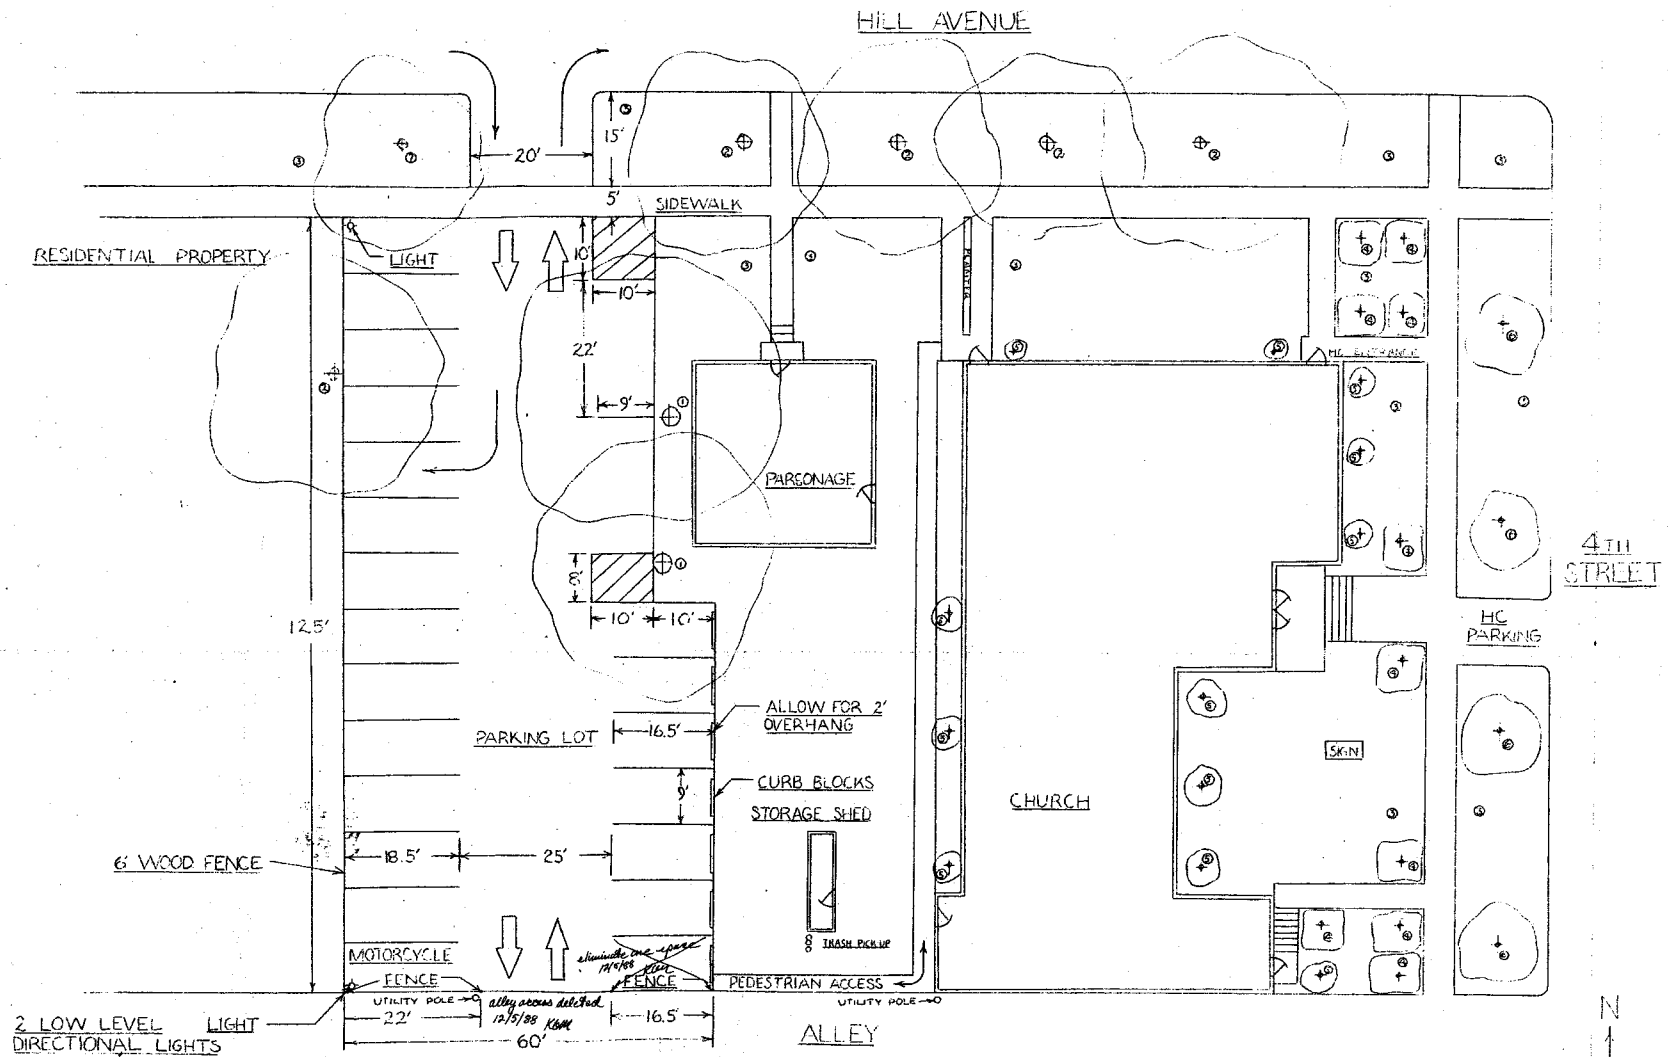 HILL AVENUE
15'
20'
5'
SIDEWALK
RESIDENTIAL PROPERTY
LIGHT
10'
10'
PLANTER
22'
HC ENTRANCE
9'
PARSONAGE
4TH
STREET
8'
10'
10'
125'
HC
PARKING
ALLOW FOR 2'
OVERHANG
16.5'
PARKING LOT
SIGN
CURB BLOCKS
9'
CHURCH
STORAGE SHED
6' WOOD FENCE
18.5'
25'
TRASH PICK UP
MOTORCYCLE
eliminate one space
12/5/88 KBM
FENCE
FENCE
PEDESTRIAN ACCESS
UTILITY POLE
alley access deleted
12/5/88 KBM
UTILITY POLE
22'
16.5'
2 LOW LEVEL
DIRECTIONAL LIGHTS
LIGHT
60'
ALLEY
N